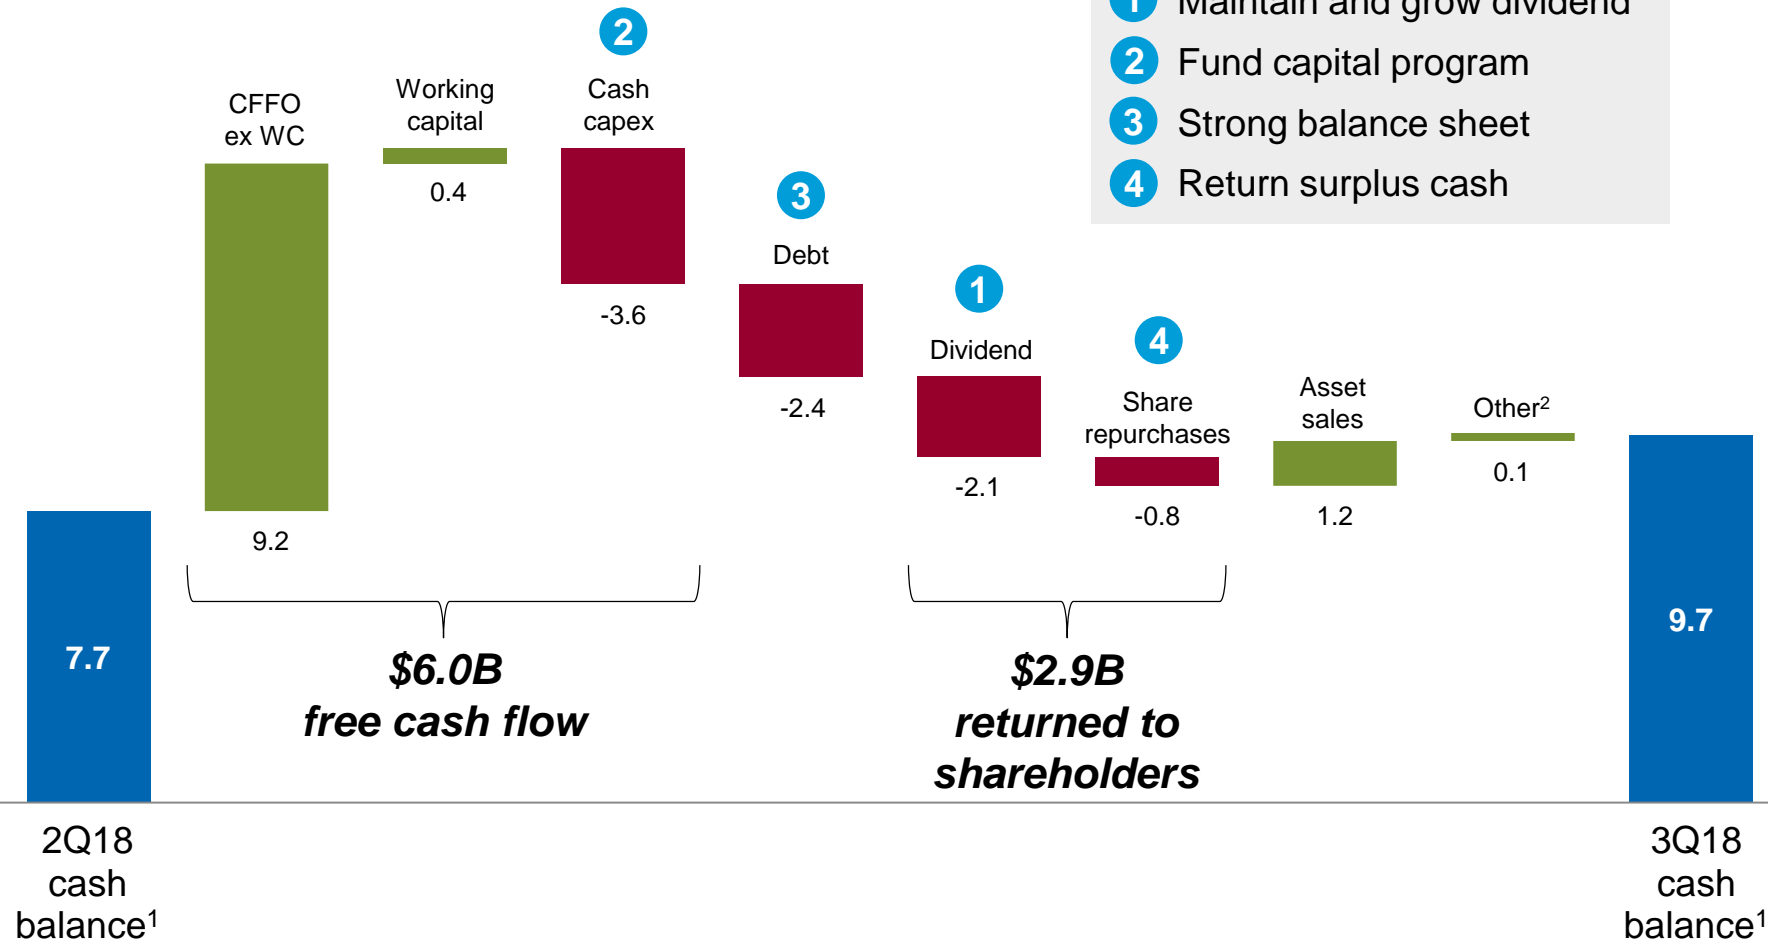 1 Maintain and grow dividend
2 Fund capital program
3 Strong balance sheet
4 Return surplus cash
2
CFFO
ex WC
9.2
Working
capital
0.4
Cash
capex
-3.6
3
Debt
-2.4
1
Dividend
-2.1
4
Share
repurchases
-0.8
Asset
sales
1.2
Other²
0.1
7.7
9.7
$6.0B
free cash flow
$2.9B
returned to
shareholders
2Q18
cash
balance¹
3Q18
cash
balance¹